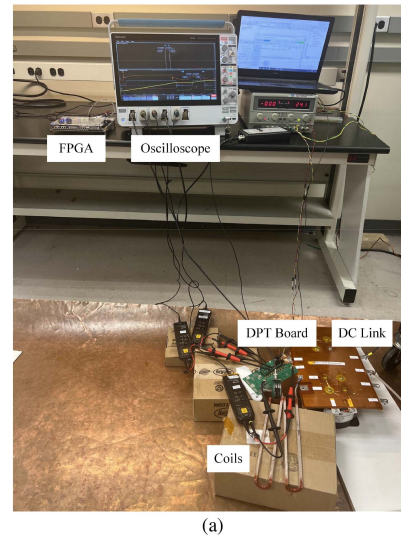 FPGA
Oscilloscope
DPT Board
DC Link
Coils
(a)